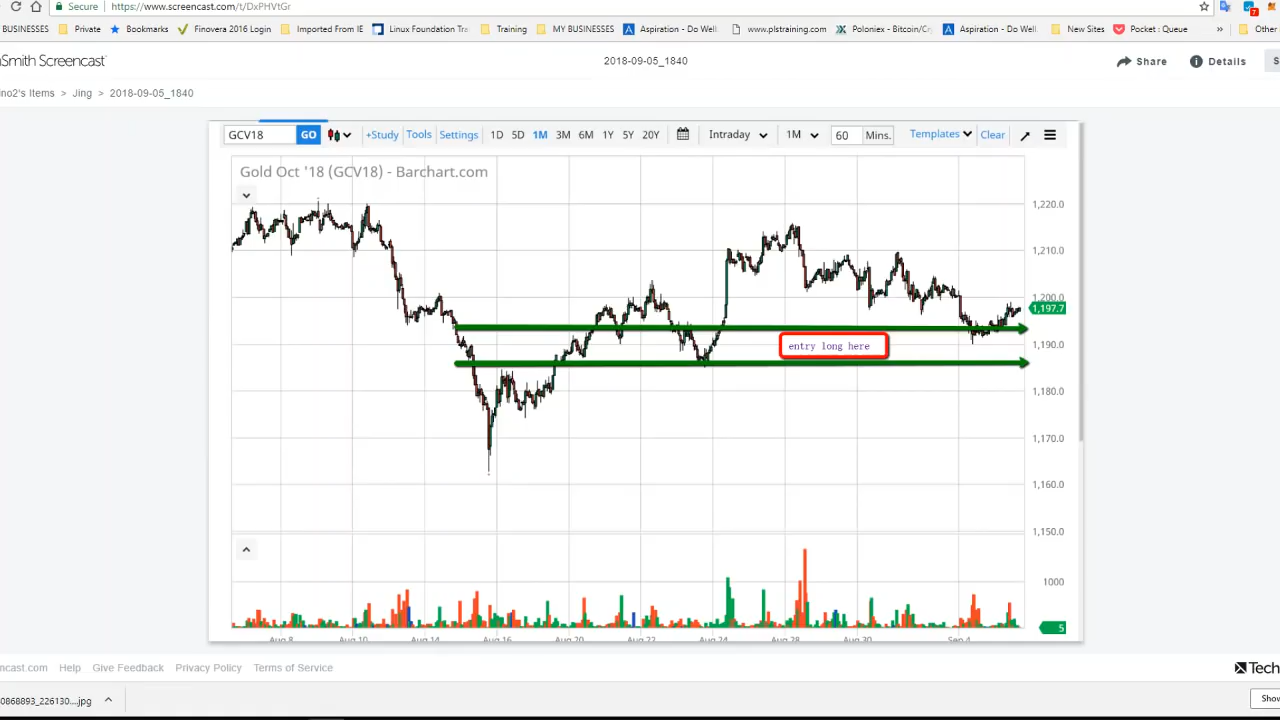 Secure https://www.screencast.com/t/DxPHVtGr
BUSINESSES Private Bookmarks Finovera 2016 Login Imported From IE Linux Foundation Tra Training MY BUSINESSES Aspiration - Do Well. www.plstraining.com Poloniex - Bitcoin/Cr Aspiration - Do Well. New Sites Pocket : Queue » Other
Smith Screencast
2018-09-05_1840
Share Details
no2's Items > Jing > 2018-09-05_1840
GCV18 GO +Study Tools Settings 1D 5D 1M 3M 6M 1Y 5Y 20Y Intraday 1M 60 Mins. Templates Clear
Gold Oct '18 (GCV18) - Barchart.com
1,220.0
1,210.0
1,200.0
1,197.7
1,190.0
entry long here
1,180.0
1,170.0
1,160.0
1,150.0
1000
5
Aug 8 Aug 10 Aug 14 Aug 16 Aug 20 Aug 22 Aug 24 Aug 28 Aug 30 Sep 4
ncast.com Help Give Feedback Privacy Policy Terms of Service
Tech
0868893_226130....jpg
Show